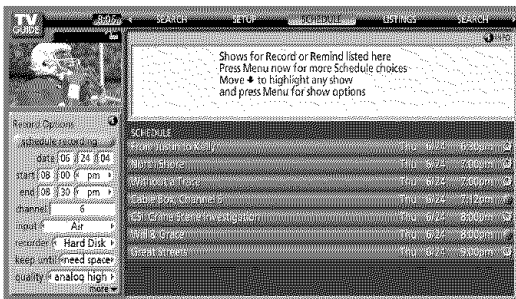 TV GUIDE
8:05
SEARCH SETUP SCHEDULE LISTINGS SEARCH
INFO
Shows for Record or Remind listed here
Press Menu now for more Schedule choices
Move to highlight any show
and press Menu for show options
Record Options
schedule recording
date 06 / 24 / 04
start 08 : 00 pm
end 08 : 30 pm
channel 6
input Air
recorder Hard Disk
keep until need space
quality analog high
more
SCHEDULE
From Justin to Kelly Thu 6/24 6:30pm
North Shore Thu 6/24 7:00pm
Without a Trace Thu 6/24 7:00pm
Cable Box, Channel 6 Thu 6/24 7:12pm
CSI: Crime Scene Investigation Thu 6/24 8:00pm
Will & Grace Thu 6/24 8:00pm
Great Streets Thu 6/24 9:00pm